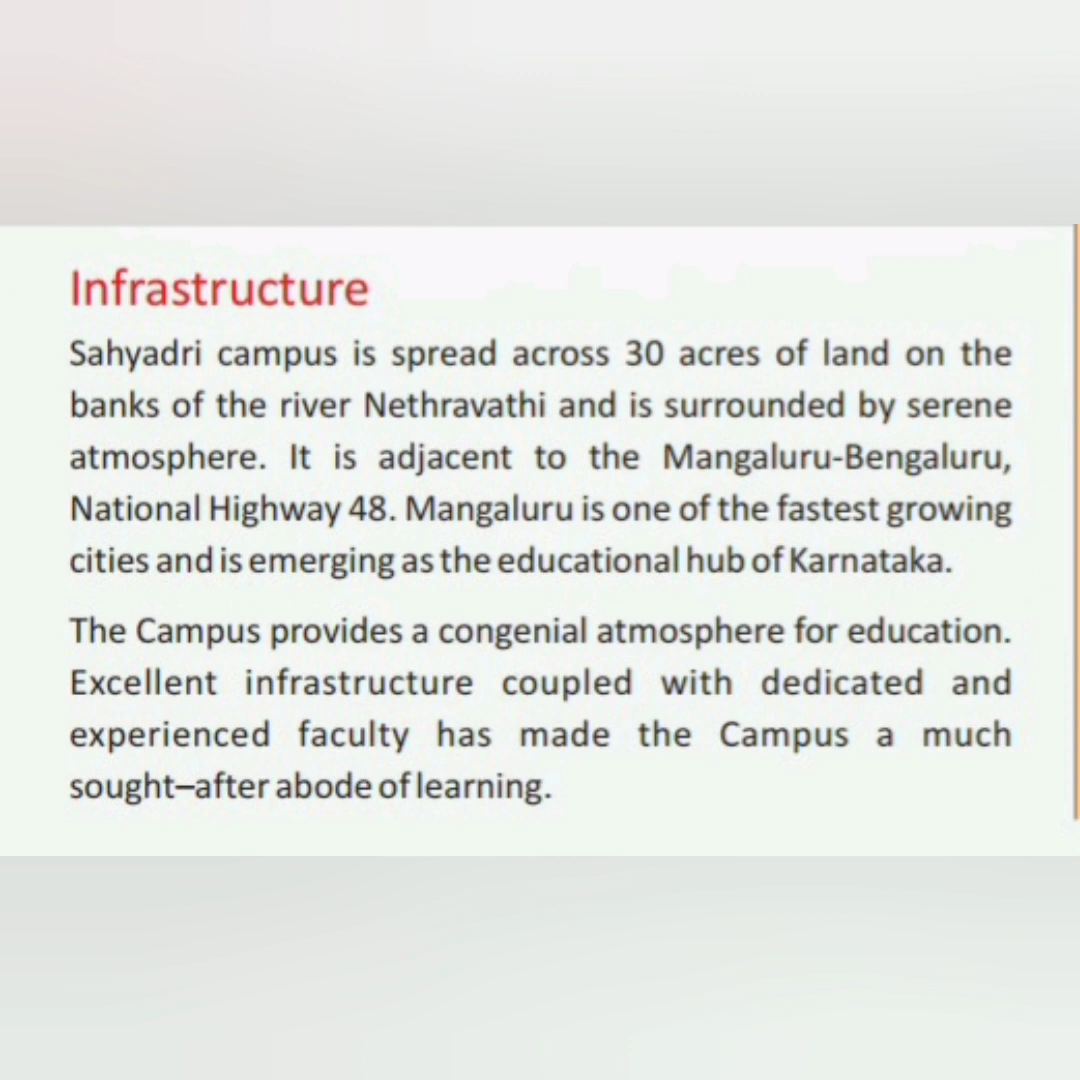 Infrastructure
Sahyadri campus is spread across 30 acres of land on the
banks of the river Nethravathi and is surrounded by serene
atmosphere. It is adjacent to the Mangaluru-Bengaluru,
National Highway 48. Mangaluru is one of the fastest growing
cities and is emerging as the educational hub of Karnataka.
The Campus provides a congenial atmosphere for education.
Excellent infrastructure coupled with dedicated and
experienced faculty has made the Campus a much
sought–after abode of learning.